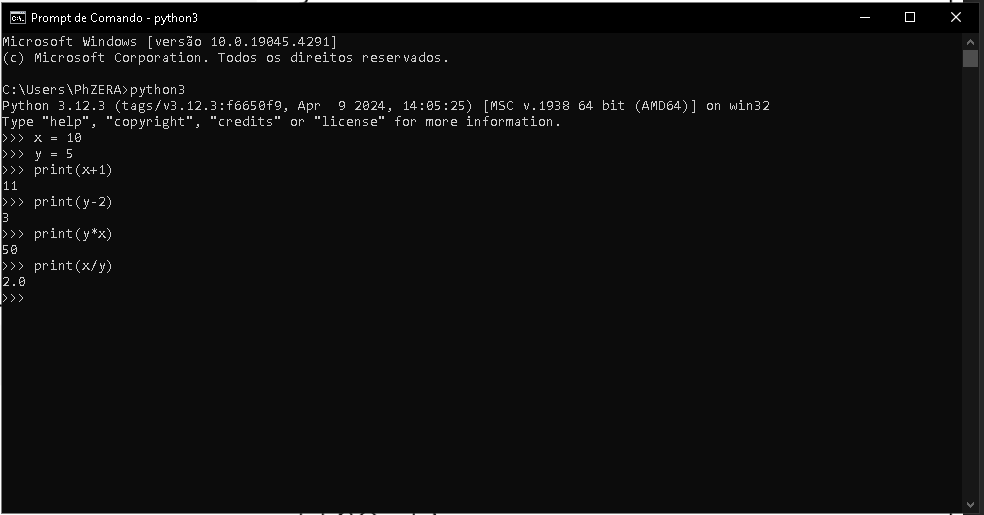 Prompt de Comando - python3
Microsoft Windows [versão 10.0.19045.4291]
(c) Microsoft Corporation. Todos os direitos reservados.
C:\Users\PhZERA>python3
Python 3.12.3 (tags/v3.12.3:f6650f9, Apr  9 2024, 14:05:25) [MSC v.1938 64 bit (AMD64)] on win32
Type "help", "copyright", "credits" or "license" for more information.
>>> x = 10
>>> y = 5
>>> print(x+1)
11
>>> print(y-2)
3
>>> print(y*x)
50
>>> print(x/y)
2.0
>>>